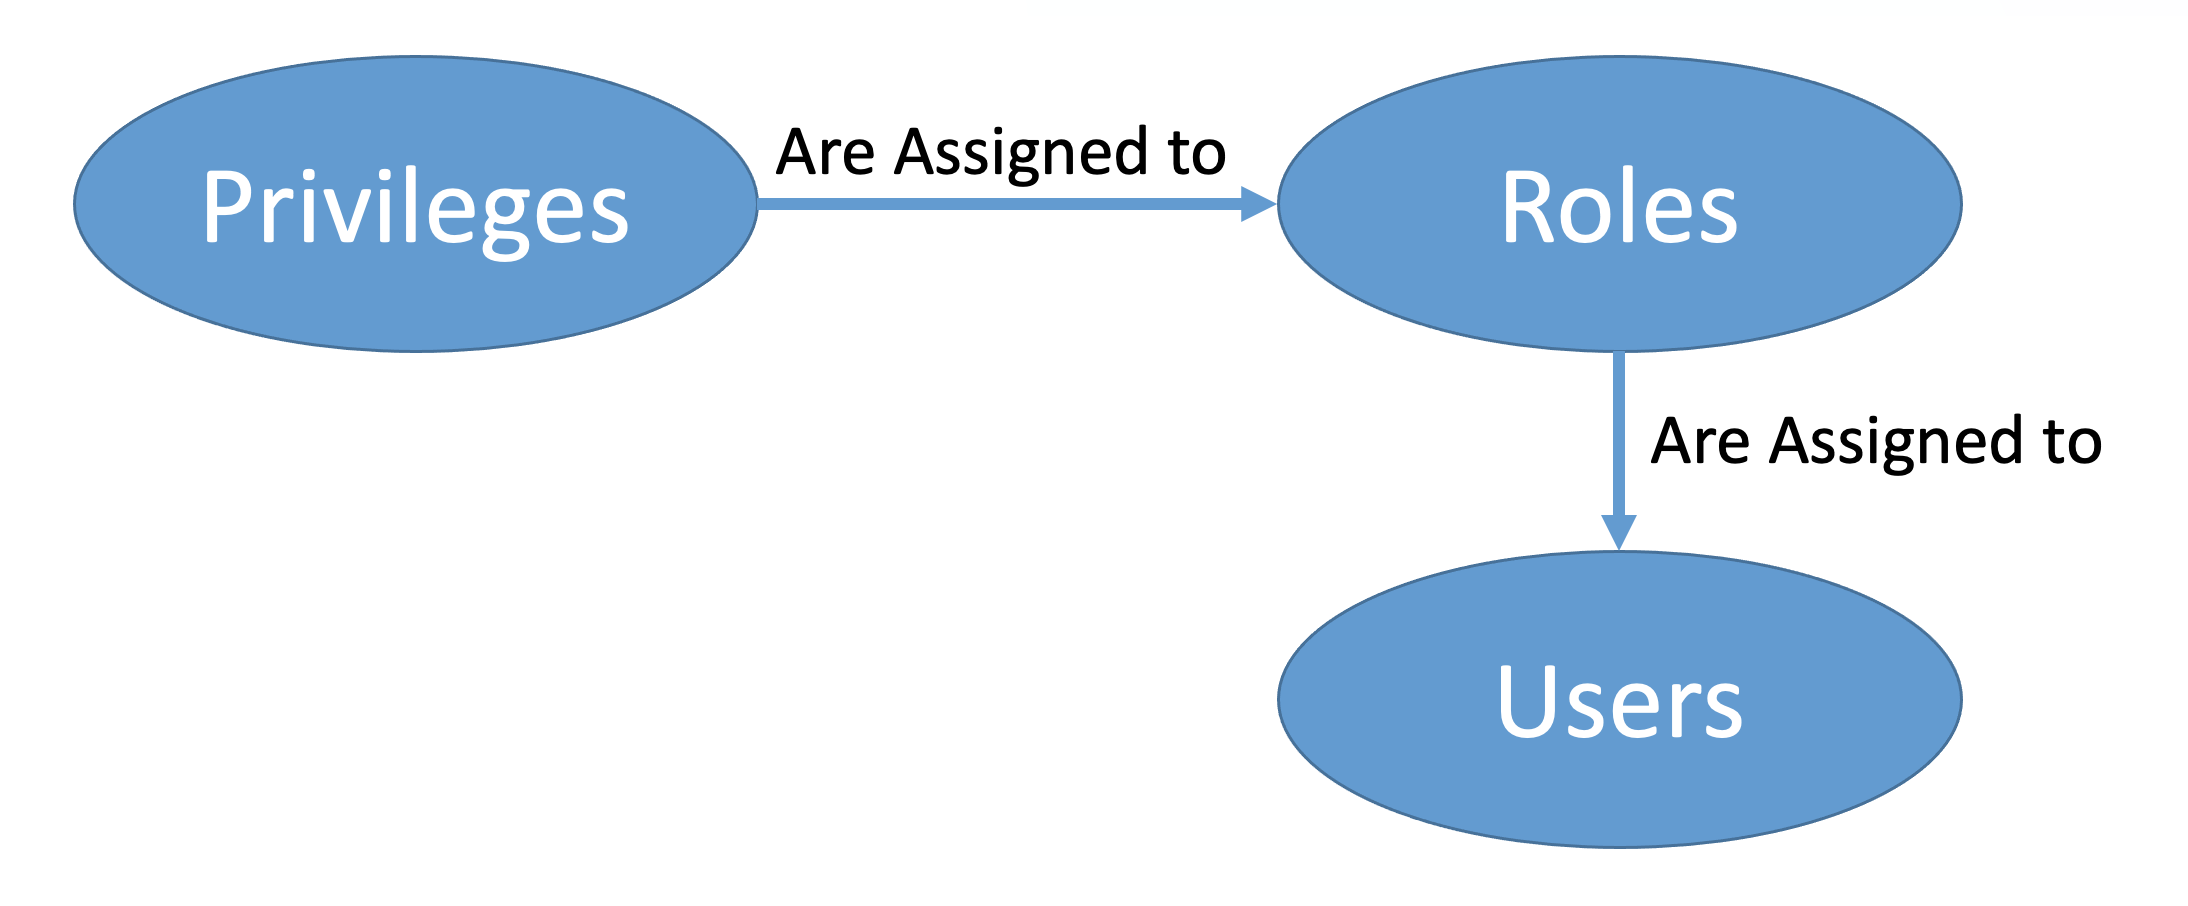 Privileges
Are Assigned to
Roles
Are Assigned to
Users